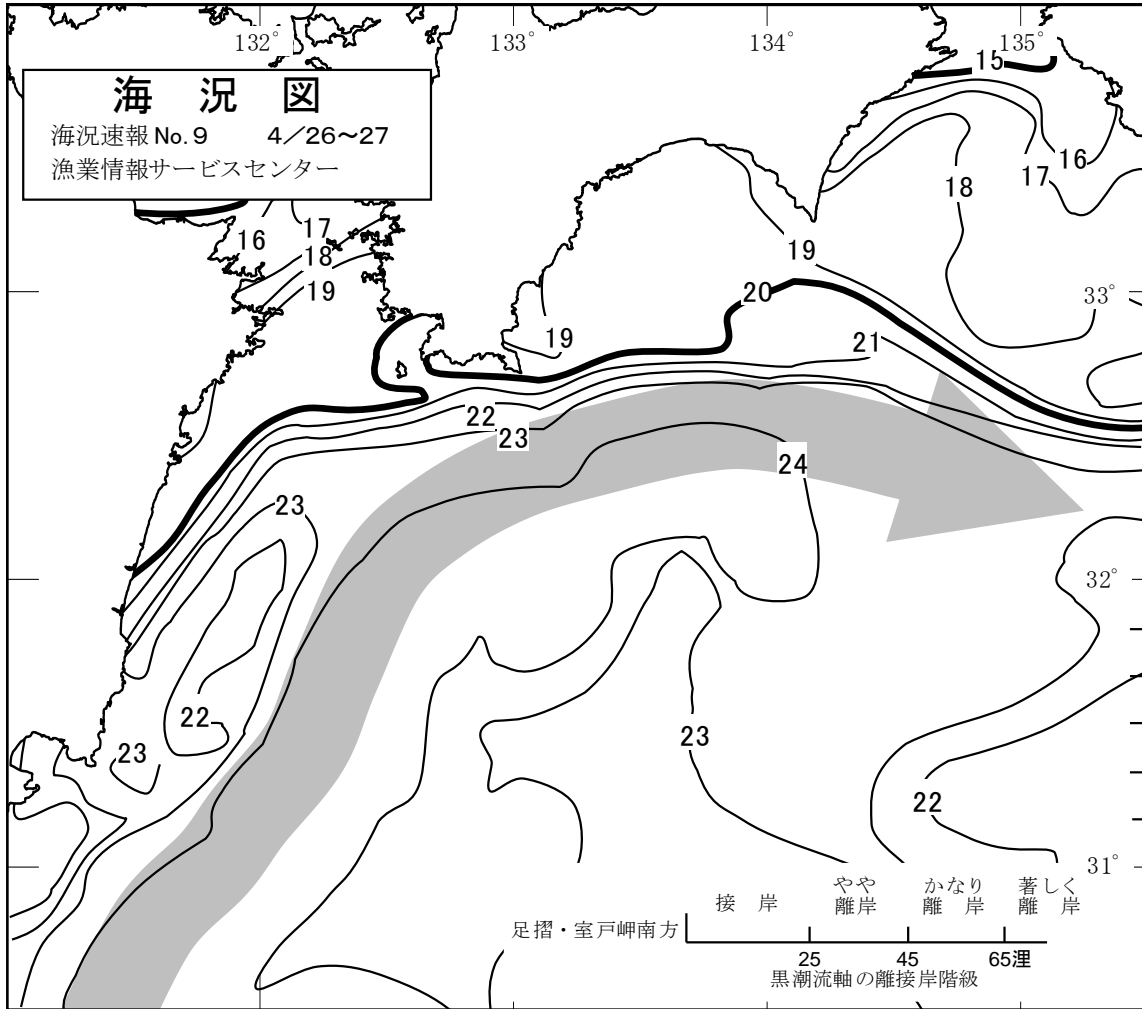 132°
133°
134°
135°
海 況 図
海況速報 No.9 4/26~27
漁業情報サービスセンター
15
16
17
18
16
17
18
19
19
19
20
21
22
23
24
23
22
23
23
22
33°
32°
31°
接 岸
やや
離岸
かなり
離 岸
著しく
離 岸
足摺・室戸岬南方
25
45
65浬
黒潮流軸の離接岸階級